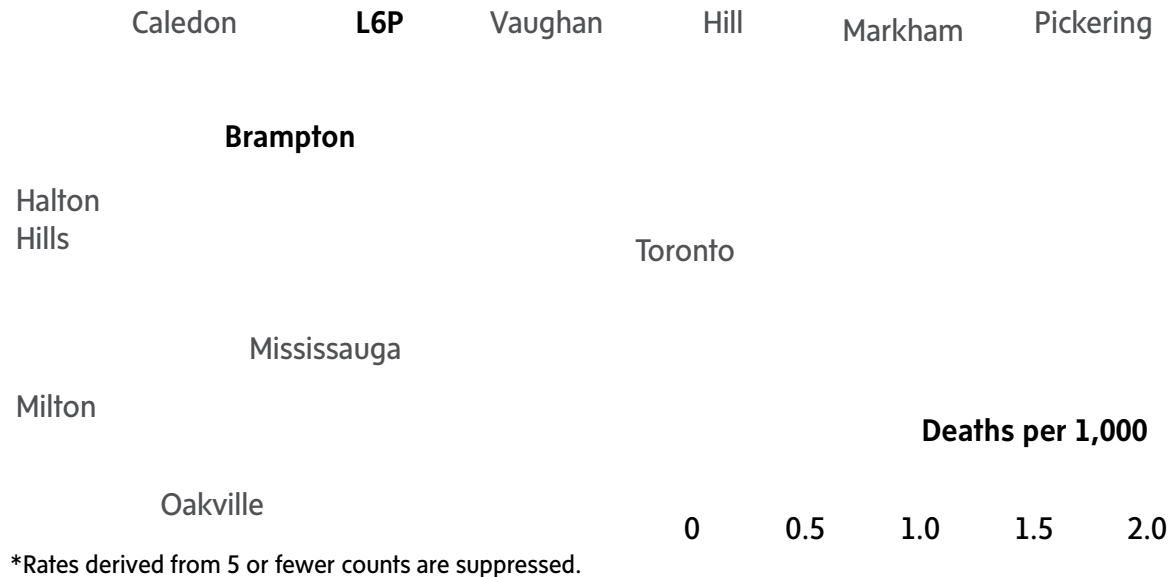 Caledon L6P Vaughan Hill Markham Pickering
Brampton
Halton
Hills
Toronto
Mississauga
Milton
Deaths per 1,000
Oakville
0 0.5 1.0 1.5 2.0
*Rates derived from 5 or fewer counts are suppressed.